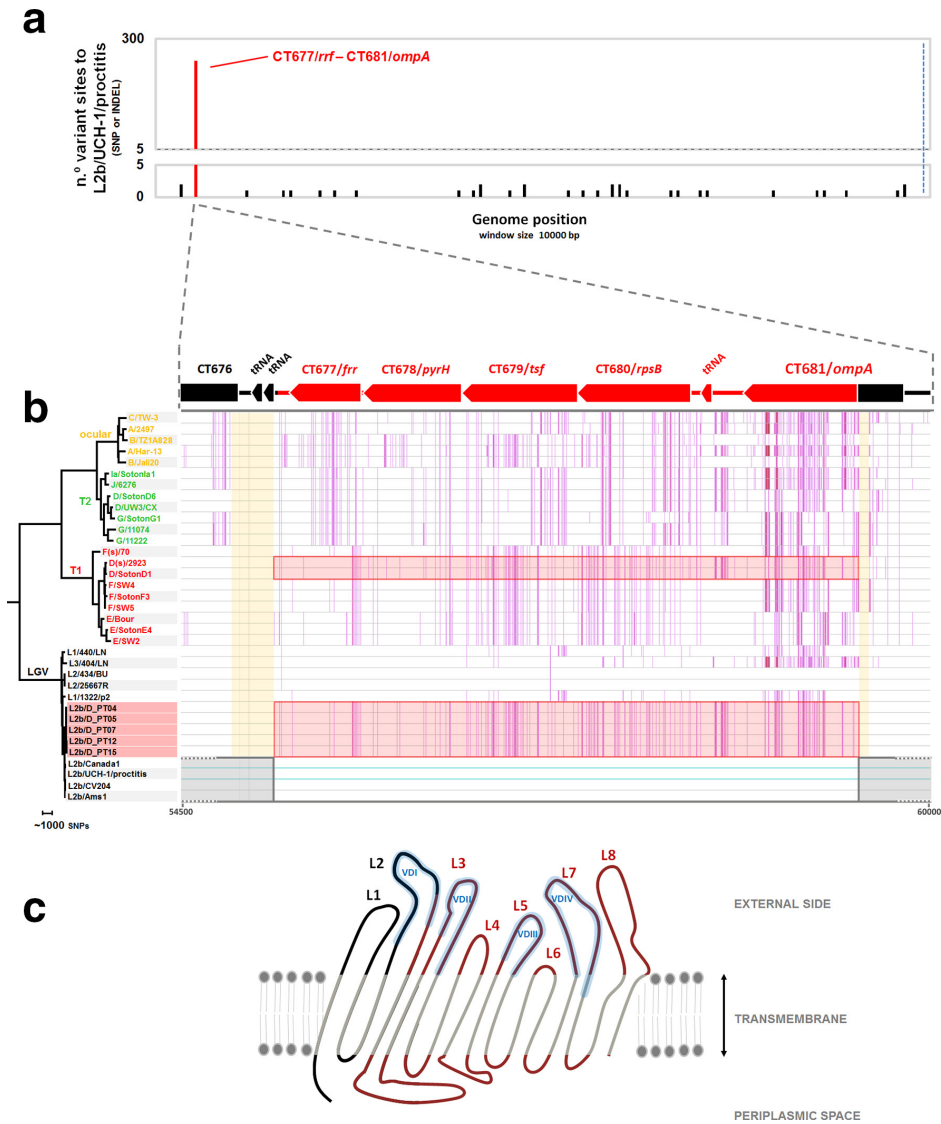 a
n.º variant sites to
L2b/UCH-1/proctitis
(SNP or INDEL)
300
5
5
0
CT677/rrf – CT681/ompA
Genome position
window size 10000 bp
CT676
tRNA
tRNA
CT677/frr
CT678/pyrH
CT679/tsf
CT680/rpsB
tRNA
CT681/ompA
b
ocular
T2
T1
LGV
C/TW-3
A/2497
B/TZ1A828
A/Har-13
B/Jali20
Ia/SotonIa1
J/6276
D/SotonD6
D/UW3/CX
G/SotonG1
G/11074
G/11222
F(s)/70
D(s)/2923
D/SotonD1
F/SW4
F/SotonF3
F/SW5
E/Bour
E/SotonE4
E/SW2
L1/440/LN
L3/404/LN
L2/434/BU
L2/25667R
L1/1322/p2
L2b/D_PT04
L2b/D_PT05
L2b/D_PT07
L2b/D_PT12
L2b/D_PT15
L2b/Canada1
L2b/UCH-1/proctitis
L2b/CV204
L2b/Ams1
~1000 SNPs
54500
60000
c
L1
L2
L3
L4
L5
L6
L7
L8
VDI
VDII
VDIII
VDIV
EXTERNAL SIDE
TRANSMEMBRANE
PERIPLASMIC SPACE